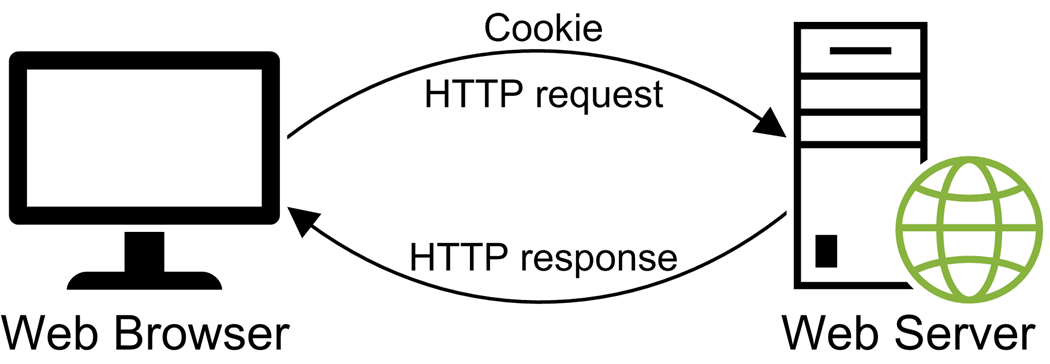 Cookie
HTTP request
HTTP response
Web Browser
Web Server